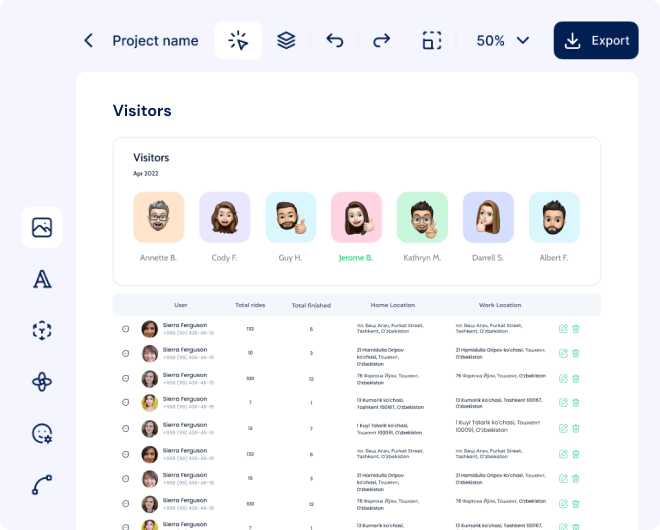 Project name
50%
Export
Visitors
Visitors
Apr 2022
Annette B.
Cody F.
Guy H.
Jerome B.
Kathryn M.
Darrell S.
Albert F.
User Total rides Total finished Home Location Work Location
Sierra Ferguson
+998 (99) 436-46-15
132
6
пл. Беш Агач, Furkat Street,
Tashkent, O'zbekiston
пл. Беш Агач, Furkat Street,
Tashkent, O'zbekiston
Sierra Ferguson
+998 (99) 436-46-15
10
3
21 Hamidulla Oripov
ko'chasi, Тошкент,
O'zbekiston
21 Hamidulla Oripov ko'chasi, Тошкент,
O'zbekiston
Sierra Ferguson
+998 (99) 436-46-15
100
12
76 Фарғона Йўли, Тошкент,
O'zbekiston
76 Фарғона Йўли, Тошкент, O'zbekiston
Sierra Ferguson
+998 (99) 436-46-15
7
1
13 Kumarik ko'chasi,
Tashkent 100167, O'zbekiston
13 Kumarik ko'chasi, Tashkent 100167,
O'zbekiston
Sierra Ferguson
+998 (99) 436-46-15
13
7
1 Kuyi Talarik ko'chasi,
Тошкент 100091, O'zbekiston
1 Kuyi Talarik ko'chasi, Тошкент
100091, O'zbekiston
Sierra Ferguson
+998 (99) 436-46-15
132
6
пл. Беш Агач, Furkat Street,
Tashkent, O'zbekiston
пл. Беш Агач, Furkat Street,
Tashkent, O'zbekiston
Sierra Ferguson
+998 (99) 436-46-15
10
3
21 Hamidulla Oripov
ko'chasi, Тошкент,
O'zbekiston
21 Hamidulla Oripov ko'chasi, Тошкент,
O'zbekiston
Sierra Ferguson
+998 (99) 436-46-15
100
12
76 Фарғона Йўли, Тошкент,
O'zbekiston
76 Фарғона Йўли, Тошкент, O'zbekiston
Sierra Ferguson
7
1
13 Kumarik ko'chasi,
13 Kumarik ko'chasi, Tashkent 100167,